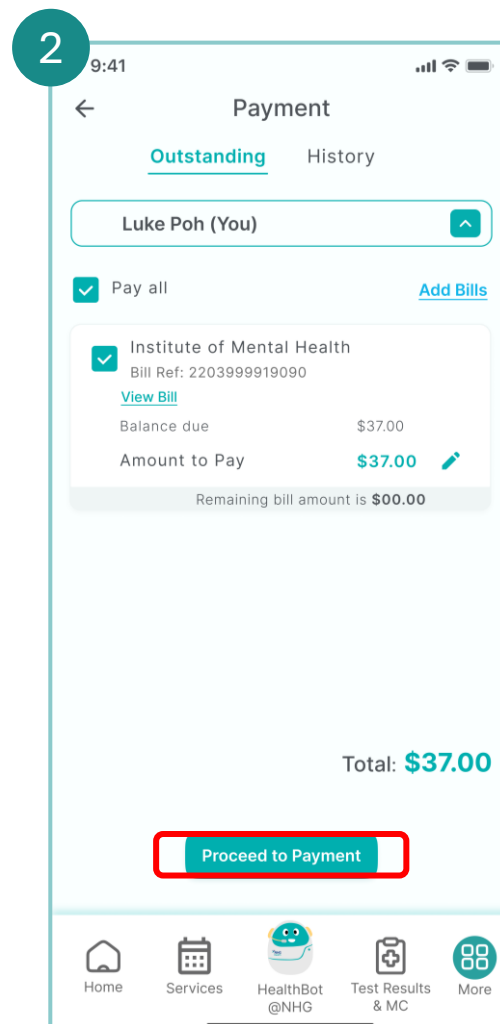 2
9:41
Payment
Outstanding History
Luke Poh (You)
Pay all Add Bills
Institute of Mental Health
Bill Ref: 2203999919090
View Bill
Balance due $37.00
Amount to Pay $37.00
Remaining bill amount is $00.00
Total: $37.00
Proceed to Payment
Home Services HealthBot @NHG Test Results & MC More